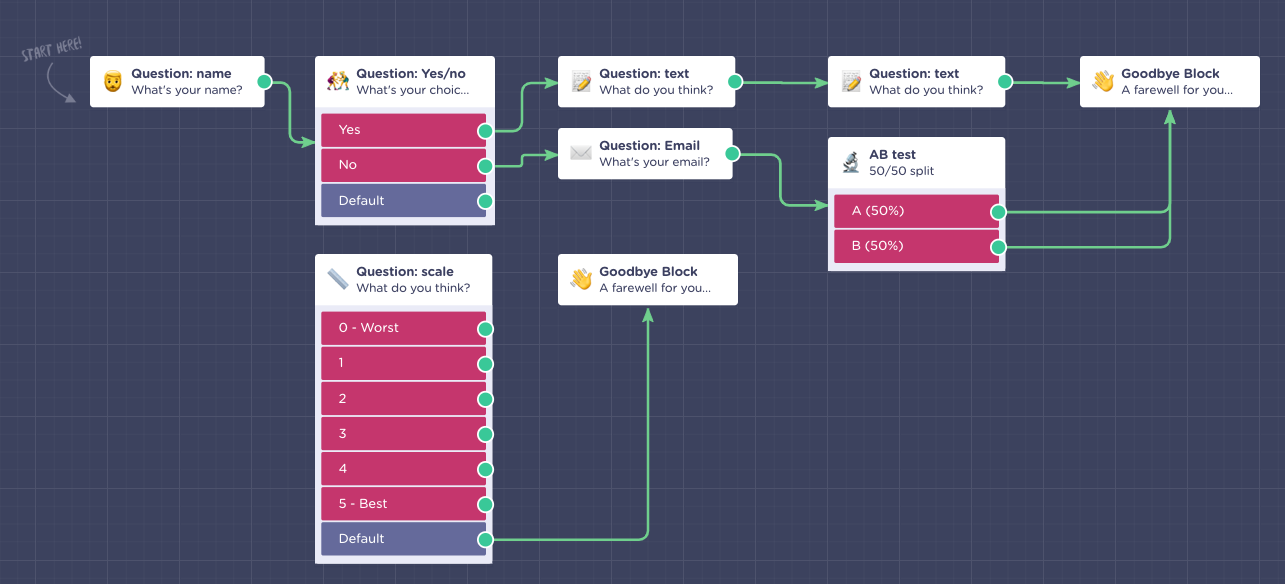 START HERE!
Question: name
What's your name?
Question: Yes/no
What's your choic...
Yes
No
Default
Question: text
What do you think?
Question: text
What do you think?
Goodbye Block
A farewell for you...
Question: Email
What's your email?
AB test
50/50 split
A (50%)
B (50%)
Question: scale
What do you think?
0 - Worst
1
2
3
4
5 - Best
Default
Goodbye Block
A farewell for you...